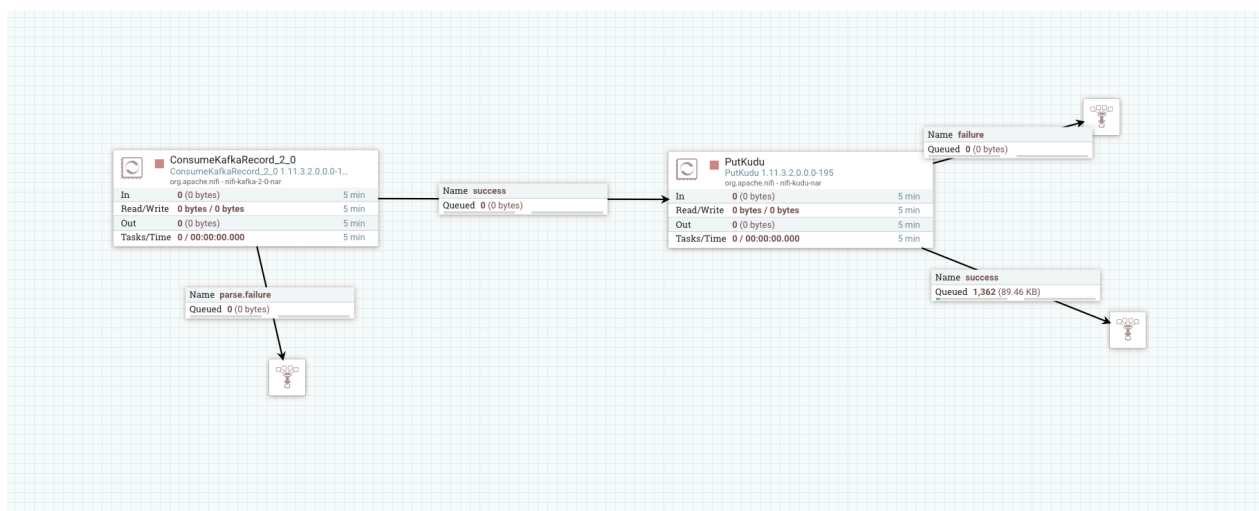 ConsumeKafkaRecord_2_0
ConsumeKafkaRecord_2_0 1.11.3.2.0.0.0-1...
org.apache.nifi - nifi-kafka-2-0-nar
In 0 (0 bytes) 5 min
Read/Write 0 bytes / 0 bytes 5 min
Out 0 (0 bytes) 5 min
Tasks/Time 0 / 00:00:00.000 5 min
Name success
Queued 0 (0 bytes)
PutKudu
PutKudu 1.11.3.2.0.0.0-195
org.apache.nifi - nifi-kudu-nar
In 0 (0 bytes) 5 min
Read/Write 0 bytes / 0 bytes 5 min
Out 0 (0 bytes) 5 min
Tasks/Time 0 / 00:00:00.000 5 min
Name failure
Queued 0 (0 bytes)
Name success
Queued 1,362 (89.46 KB)
Name parse.failure
Queued 0 (0 bytes)